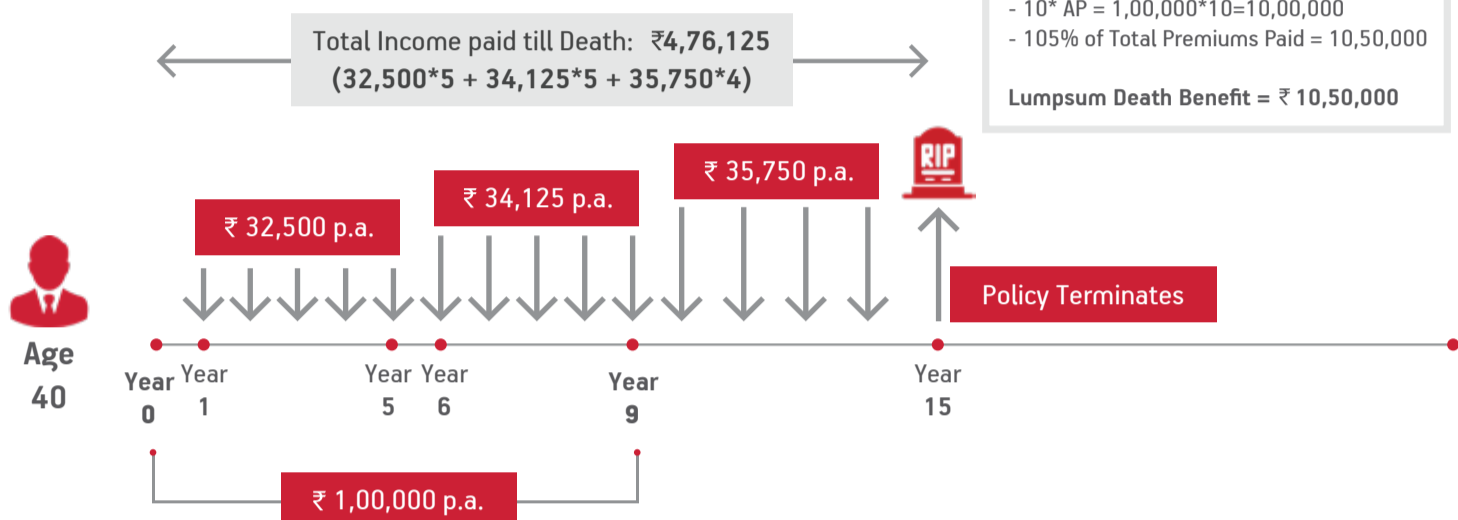 - 10* AP = 1,00,000*10=10,00,000
- 105% of Total Premiums Paid = 10,50,000
Lumpsum Death Benefit = ₹ 10,50,000
Total Income paid till Death: ₹4,76,125
(32,500*5 + 34,125*5 + 35,750*4)
₹ 32,500 p.a.
₹ 34,125 p.a.
₹ 35,750 p.a.
RIP
Policy Terminates
Age
40
Year
0
Year
1
Year
5
Year
6
Year
9
Year
15
₹ 1,00,000 p.a.